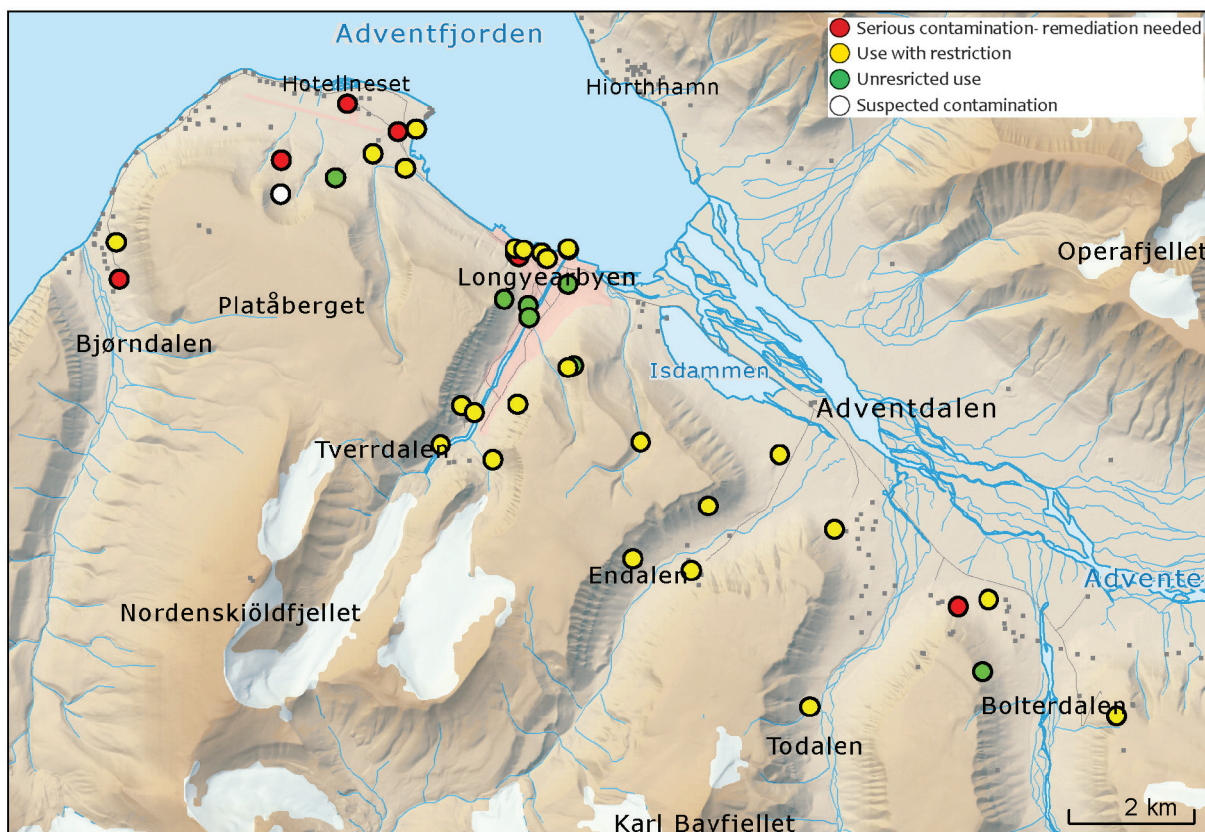 Adventfjorden
Serious contamination- remediation needed
Use with restriction
Unresricted use
Suspected contamination
Hotellneset
Hiorthhamn
Operafjellet
Longyearbyen
Platåberget
Bjørndalen
Isdammen
Adventdalen
Tverrdalen
Endalen
Advente
Nordenskiöldfjellet
Bolterdalen
Todalen
2 km
Karl Bayfjellet